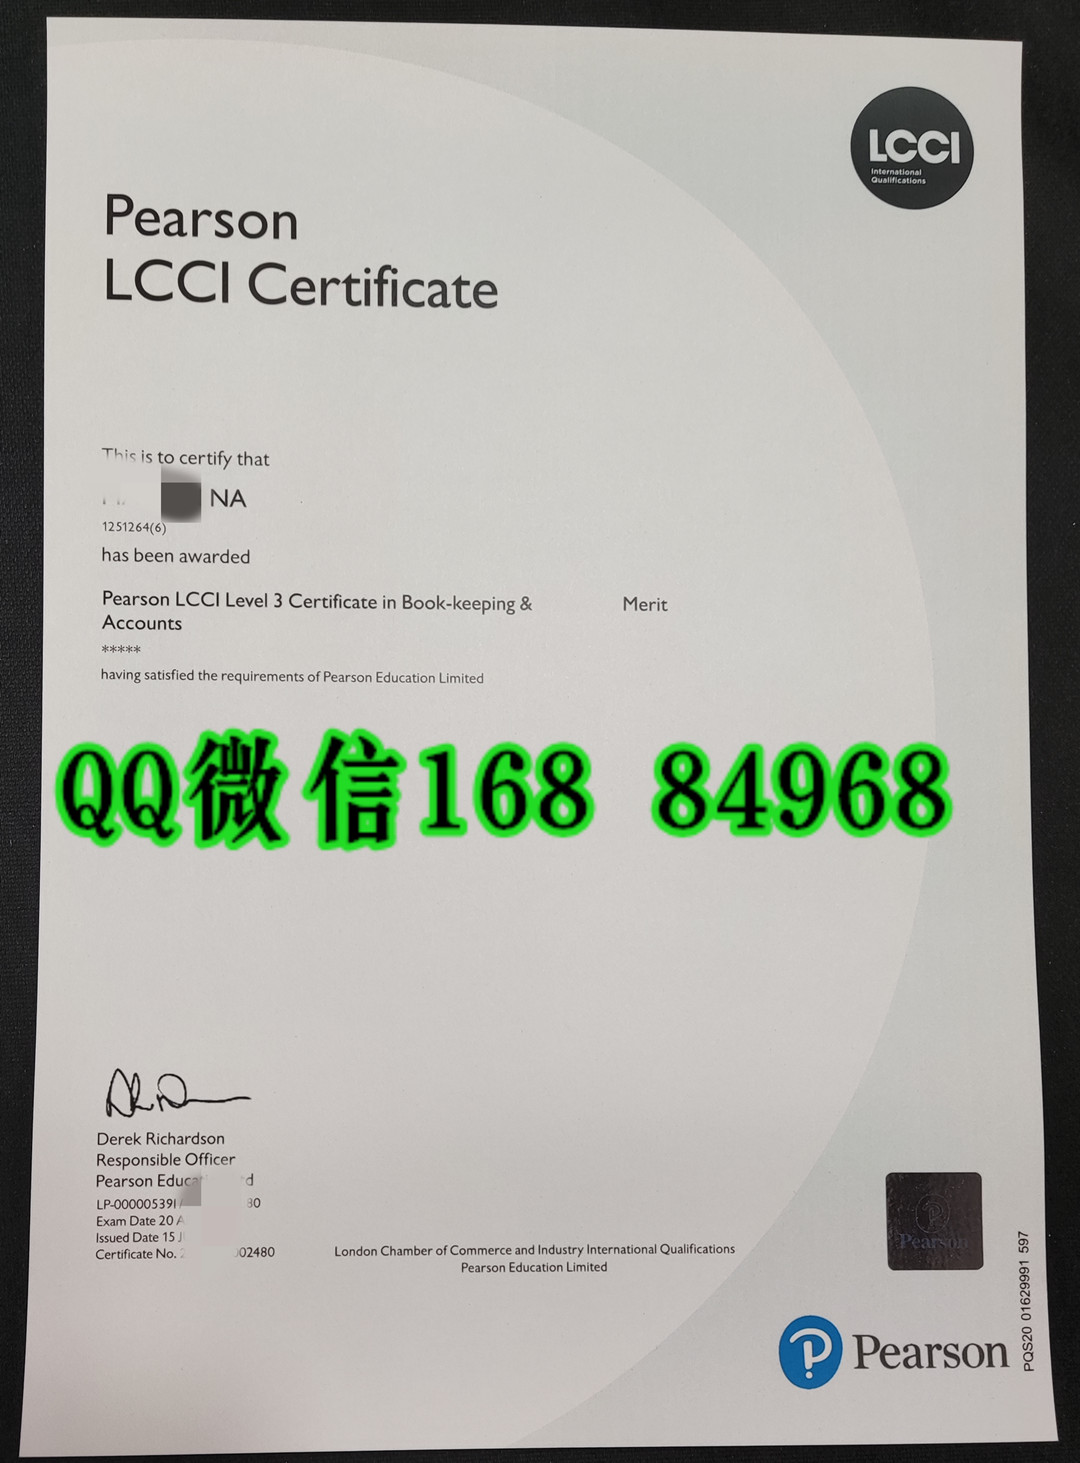 LCCI
International
Qualifications
Pearson
LCCI Certificate
This is to certify that
NA
1251264(6)
has been awarded
Pearson LCCI Level 3 Certificate in Book-keeping & Merit
Accounts
*****
having satisfied the requirements of Pearson Education Limited
QQ微信168 84968
Derek Richardson
Responsible Officer
Pearson
LP-00000539
Exam Date 20
Issued Date 15
Certificate No. 02480
London Chamber of Commerce and Industry International Qualifications
Pearson Education Limited
Pearson
Pearson
PQS20 01629991 597